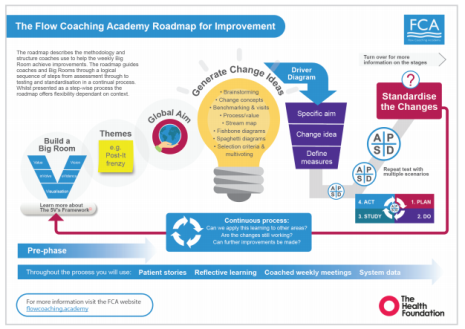 The Flow Coaching Academy Roadmap for Improvement
FCA
The roadmap describes the methodology and
structure coaches use to help the weekly Big
Room achieve improvements. The roadmap guides
coaches and Big Rooms through a logical
sequence of steps from assessment through to
testing and standardisation in a continual process.
Whilst presented as a step-wise process the
roadmap offers flexibility dependant on context.
Turn over for more
information on the stages
Build a
Big Room
Value
Vision
Visualisation
Learn more about
The 5V's Framework
Themes
e.g.
Post-it
frenzy
Global Aim
Generate Change Ideas
• Brainstorming
• Change concepts
• Benchmarking & visits
• Process/value
• Stream map
• Fishbone diagrams
• Spaghetti diagrams
• Selection criteria &
multivoting
Driver
Diagram
Specific aim
Change idea
Define
measures
?
Standardise
the Changes
A P
S D
A P
S D
A P
S D
Repeat test with
multiple scenarios
4. ACT
1. PLAN
3. STUDY
2. DO
Continuous process:
Can we apply this learning to other areas?
Are the changes still working?
Can further improvements be made?
Pre-phase
Throughout the process you will use: Patient stories Reflective learning Coached weekly meetings System data
For more information visit the FCA website
flowcoaching.academy
The
Health
Foundation